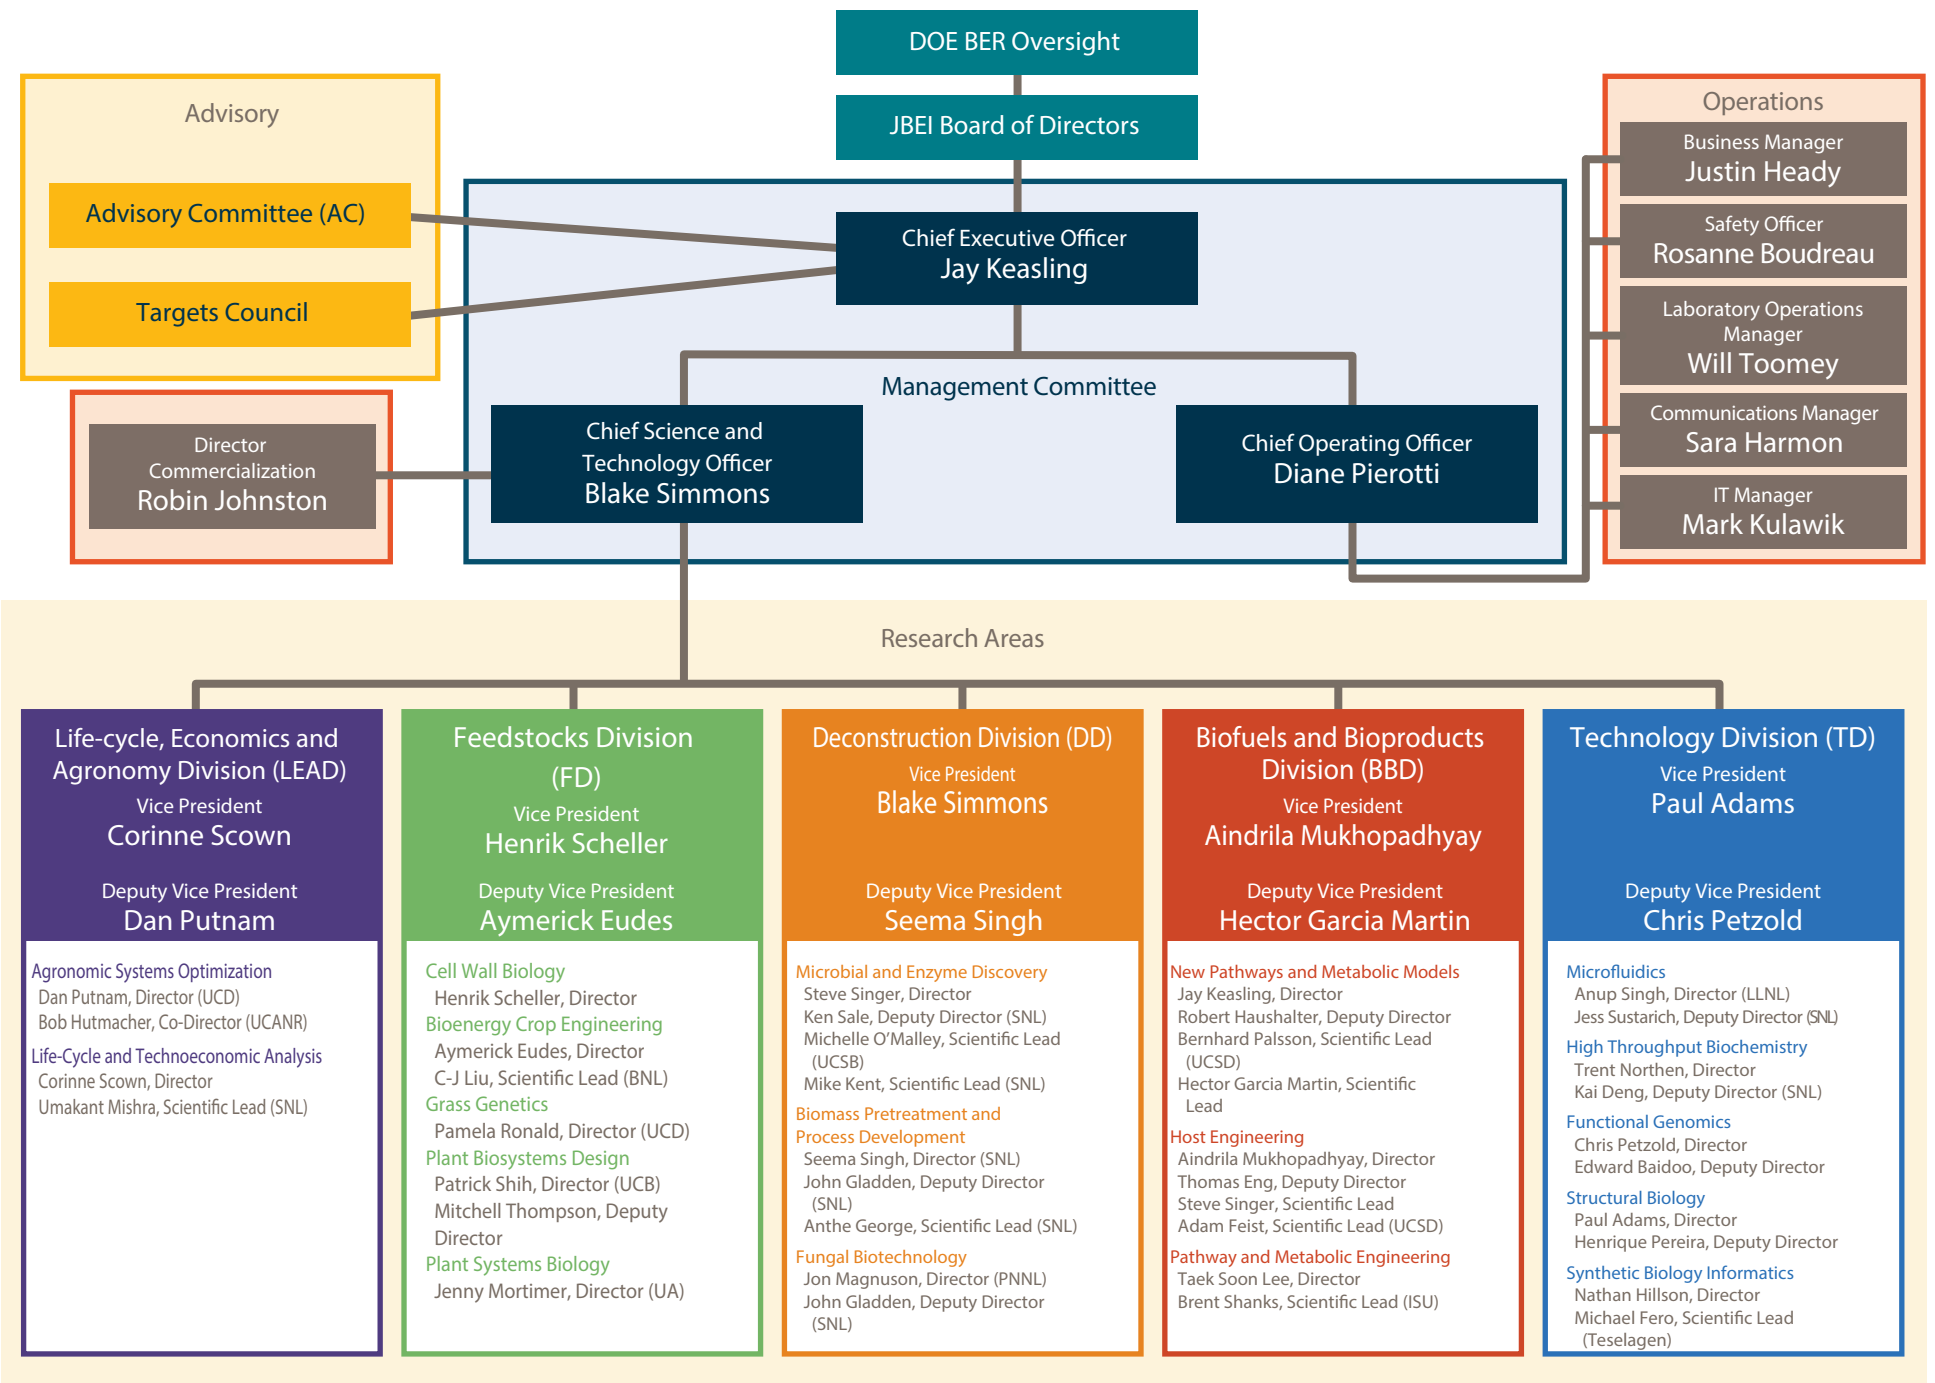 DOE BER Oversight
JBEI Board of Directors
Advisory
Advisory Committee (AC)
Targets Council
Chief Executive Officer
Jay Keasling
Management Committee
Director
Commercialization
Robin Johnston
Chief Science and
Technology Officer
Blake Simmons
Chief Operating Officer
Diane Pierotti
Operations
Business Manager
Justin Heady
Safety Officer
Rosanne Boudreau
Laboratory Operations
Manager
Will Toomey
Communications Manager
Sara Harmon
IT Manager
Mark Kulawik
Research Areas
Life-cycle, Economics and
Agronomy Division (LEAD)
Vice President
Corinne Scown
Deputy Vice President
Dan Putnam
Agronomic Systems Optimization
Dan Putnam, Director (UCD)
Bob Hutmacher, Co-Director (UCANR)
Life-Cycle and Technoeconomic Analysis
Corinne Scown, Director
Umakant Mishra, Scientific Lead (SNL)
Feedstocks Division
(FD)
Vice President
Henrik Scheller
Deputy Vice President
Aymerick Eudes
Cell Wall Biology
Henrik Scheller, Director
Bioenergy Crop Engineering
Aymerick Eudes, Director
C-J Liu, Scientific Lead (BNL)
Grass Genetics
Pamela Ronald, Director (UCD)
Plant Biosystems Design
Patrick Shih, Director (UCB)
Mitchell Thompson, Deputy
Director
Plant Systems Biology
Jenny Mortimer, Director (UA)
Deconstruction Division (DD)
Vice President
Blake Simmons
Deputy Vice President
Seema Singh
Microbial and Enzyme Discovery
Steve Singer, Director
Ken Sale, Deputy Director (SNL)
Michelle O’Malley, Scientific Lead
(UCSB)
Mike Kent, Scientific Lead (SNL)
Biomass Pretreatment and
Process Development
Seema Singh, Director (SNL)
John Gladden, Deputy Director
(SNL)
Anthe George, Scientific Lead (SNL)
Fungal Biotechnology
Jon Magnuson, Director (PNNL)
John Gladden, Deputy Director
(SNL)
Biofuels and Bioproducts
Division (BBD)
Vice President
Aindrila Mukhopadhyay
Deputy Vice President
Hector Garcia Martin
New Pathways and Metabolic Models
Jay Keasling, Director
Robert Haushalter, Deputy Director
Bernhard Palsson, Scientific Lead
(UCSD)
Hector Garcia Martin, Scientific
Lead
Host Engineering
Aindrila Mukhopadhyay, Director
Thomas Eng, Deputy Director
Steve Singer, Scientific Lead
Adam Feist, Scientific Lead (UCSD)
Pathway and Metabolic Engineering
Taek Soon Lee, Director
Brent Shanks, Scientific Lead (ISU)
Technology Division (TD)
Vice President
Paul Adams
Deputy Vice President
Chris Petzold
Microfluidics
Anup Singh, Director (LLNL)
Jess Sustarich, Deputy Director (SNL)
High Throughput Biochemistry
Trent Northen, Director
Kai Deng, Deputy Director (SNL)
Functional Genomics
Chris Petzold, Director
Edward Baidoo, Deputy Director
Structural Biology
Paul Adams, Director
Henrique Pereira, Deputy Director
Synthetic Biology Informatics
Nathan Hillson, Director
Michael Fero, Scientific Lead
(Teselagen)